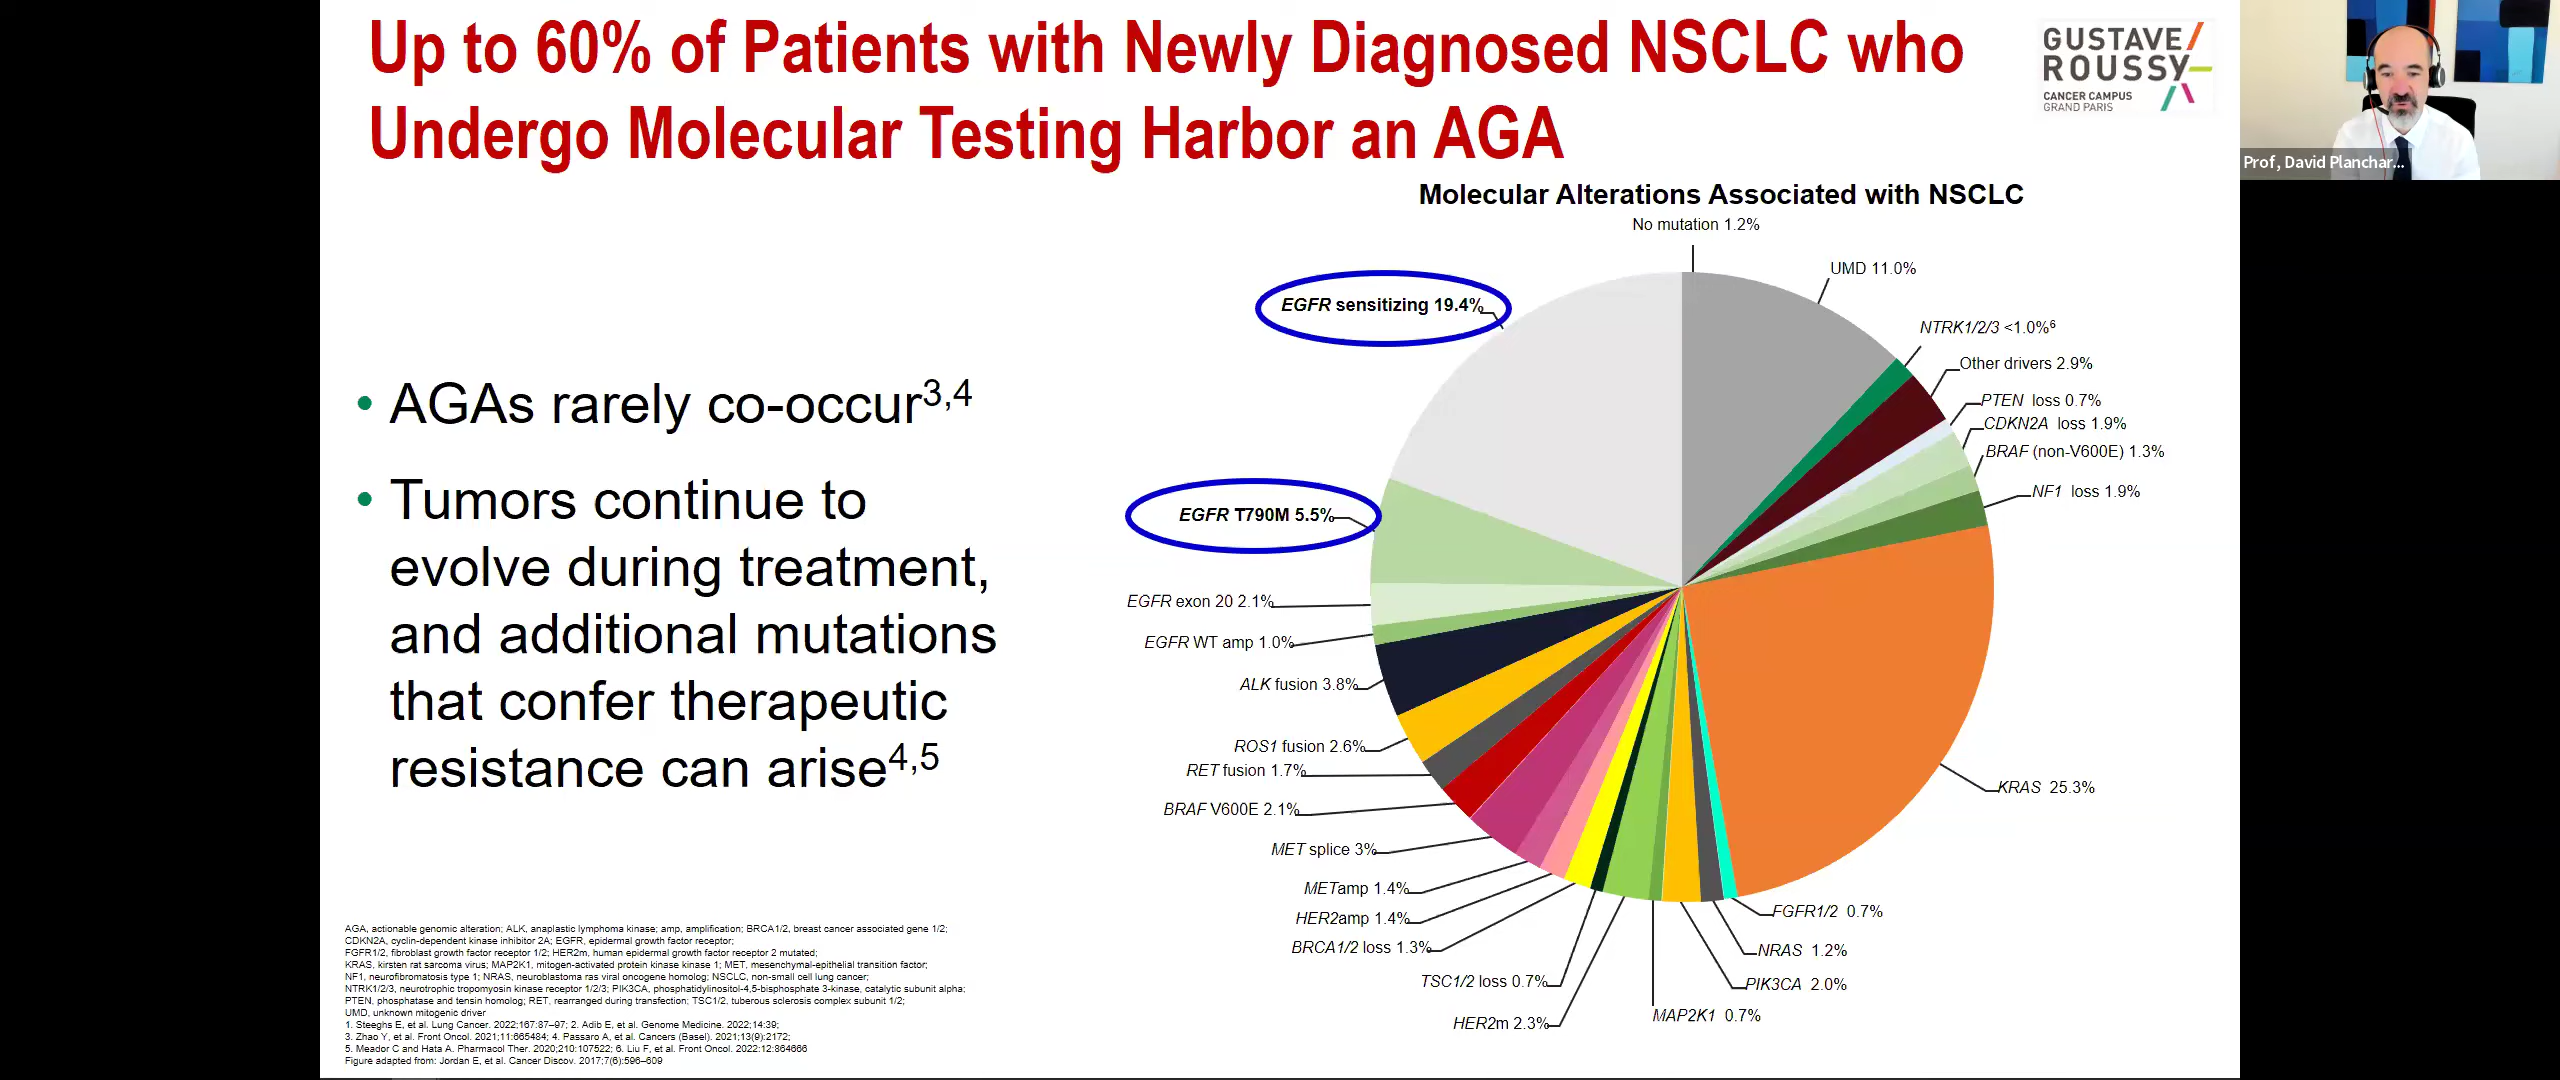 Up to 60% of Patients with Newly Diagnosed NSCLC who
Undergo Molecular Testing Harbor an AGA
GUSTAVE/
ROUSSY
CANCER CAMPUS
GRAND PARIS
Prof, David Planchar...
• AGAs rarely co-occur3,4
• Tumors continue to
evolve during treatment,
and additional mutations
that confer therapeutic
resistance can arise4,5
Molecular Alterations Associated with NSCLC
No mutation 1.2%
UMD 11.0%
NTRK1/2/3 <1.0%6
Other drivers 2.9%
PTEN loss 0.7%
CDKN2A loss 1.9%
BRAF (non-V600E) 1.3%
NF1 loss 1.9%
KRAS 25.3%
FGFR1/2 0.7%
NRAS 1.2%
PIK3CA 2.0%
MAP2K1 0.7%
HER2m 2.3%
TSC1/2 loss 0.7%
BRCA1/2 loss 1.3%
HER2amp 1.4%
METamp 1.4%
MET splice 3%
BRAF V600E 2.1%
RET fusion 1.7%
ROS1 fusion 2.6%
ALK fusion 3.8%
EGFR WT amp 1.0%
EGFR exon 20 2.1%
EGFR T790M 5.5%
EGFR sensitizing 19.4%
AGA, actionable genomic alteration; ALK, anaplastic lymphoma kinase; amp, amplification; BRCA1/2, breast cancer associated gene 1/2;
CDKN2A, cyclin-dependent kinase inhibitor 2A; EGFR, epidermal growth factor receptor;
FGFR1/2, fibroblast growth factor receptor 1/2; HER2m, human epidermal growth factor receptor 2 mutated;
KRAS, kirsten rat sarcoma virus; MAP2K1, mitogen-activated protein kinase kinase 1; MET, mesenchymal-epithelial transition factor;
NF1, neurofibromatosis type 1; NRAS, neuroblastoma ras viral oncogene homolog; NSCLC, non-small cell lung cancer;
NTRK1/2/3, neurotrophic tropomyosin kinase receptor 1/2/3; PIK3CA, phosphatidylinositol-4,5-bisphosphate 3-kinase, catalytic subunit alpha;
PTEN, phosphatase and tensin homolog; RET, rearranged during transfection; TSC1/2, tuberous sclerosis complex subunit 1/2;
UMD, unknown mitogenic driver
1. Steeghs E, et al. Lung Cancer. 2022;167:87–97; 2. Adib E, et al. Genome Medicine. 2022;14:39;
3. Zhao Y, et al. Front Oncol. 2021;11:665484; 4. Passaro A, et al. Cancers (Basel). 2021;13(9):2172;
5. Meador C and Hata A. Pharmacol Ther. 2020;210:107522; 6. Liu F, et al. Front Oncol. 2022:12:864666
Figure adapted from: Jordan E, et al. Cancer Discov. 2017;7(6):596–609